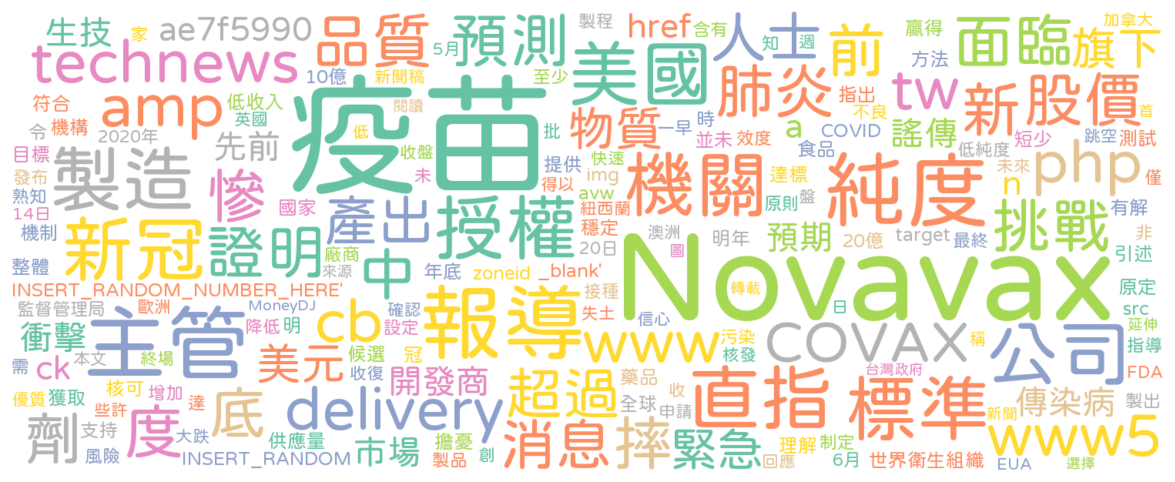 生技
家
ae7f5990
品質
5月
預測
製程
href
含有
人士
知
週
前
贏得
方法
面臨
加拿大
旗下
technews
10億
新聞稿
至少
美國
肺炎
指出
tw
不良
新
股價
首
符合
amp
低收入
英國
閱讀
疫苗
低
批
物質
一早
時
並未
效度
a
COVID
謠傳
短少
跳空
測試
令
機構
2020年
先前
收盤
未
提供
快速
img
食品
低純度
目標
發布
製造
慘
熟知
14日
國家
產出
授權
得以
avw
紐西蘭
機關
達標
原則
盤
純度
未來
n
php
僅
有解
機制
新冠
證明
廠商
中
穩定
20日
澳洲
圖
明年
預期
20億
target
最終
挑戰
非
引述
整體
來源
年底
zoneid
_blank'
Novavax
轉載
原定
INSERT_RANDOM_NUMBER_HERE'
監督管理局
歐洲
MoneyDJ
確認
報導
接種
失土
信心
日
src
延伸
衝擊
主管
降低
明
設定
cb
www
污染
COVAX
稱
公司
指導
需
ck
本文
終場
美元
候選
冠
收復
開發商
核發
台灣政府
FDA
優質
獲取
核可
增加
些許
達
底
delivery
超過
藥品
收
全球
申請
直指
標準
新聞
傳染病
製出
劑
支持
風險
度
大跌
供應量
INSERT_RANDOM
市場
擔憂
製品
創
消息
摔
緊急
理解
回應
制定
6月
世界衛生組織
EUA
www5
選擇